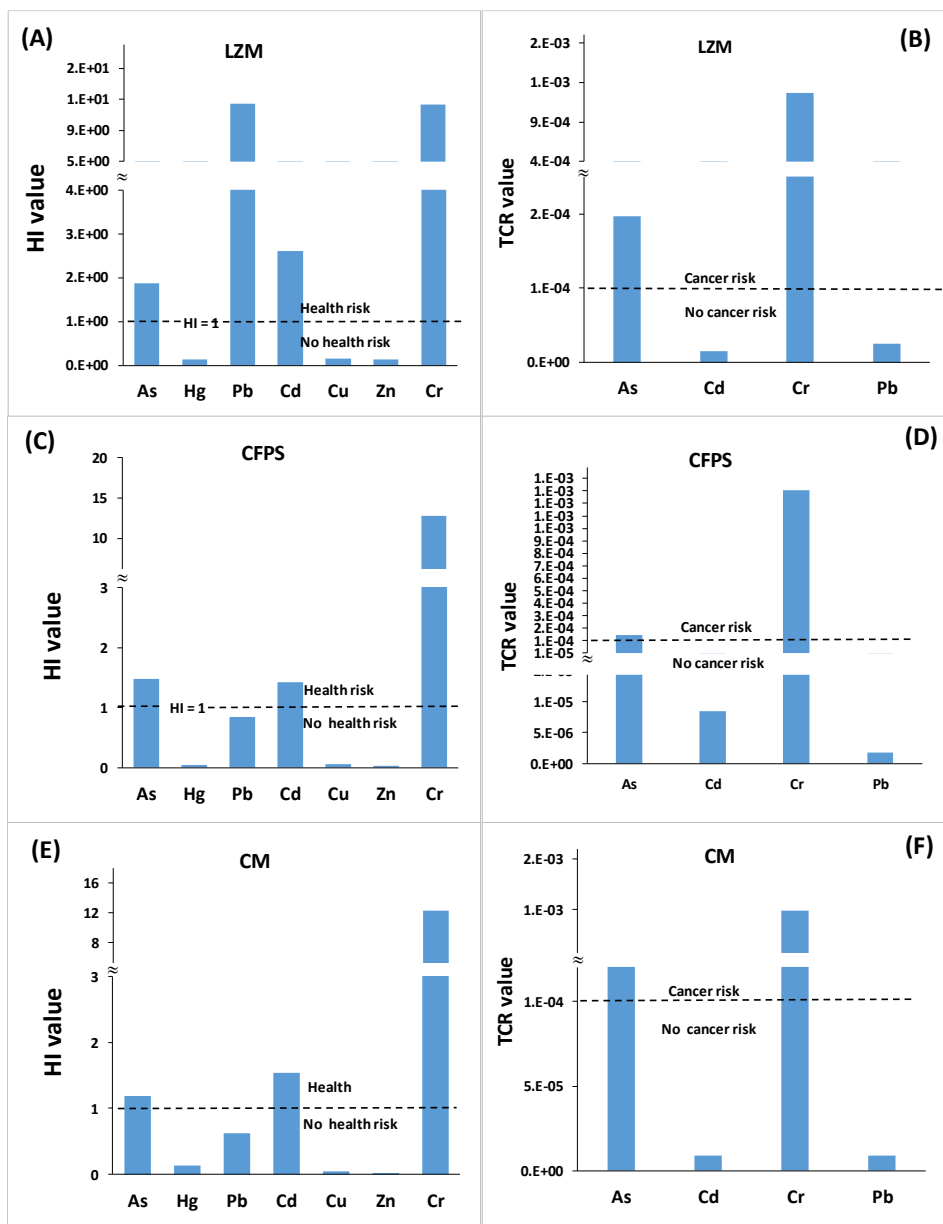 (A)
LZM
HI value
2.E+01
1.E+01
9.E+00
5.E+00
≈
4.E+00
3.E+00
2.E+00
1.E+00
0.E+00
Health risk
HI = 1
No health risk
As Hg Pb Cd Cu Zn Cr
(B)
LZM
TCR value
2.E-03
1.E-03
9.E-04
4.E-04
≈
2.E-04
1.E-04
0.E+00
Cancer risk
No cancer risk
As Cd Cr Pb
(C)
CFPS
HI value
20
15
10
≈
3
2
1
0
Health risk
HI = 1
No health risk
As Hg Pb Cd Cu Zn Cr
(D)
CFPS
TCR value
1.E-03
1.E-03
1.E-03
1.E-03
1.E-03
9.E-04
8.E-04
7.E-04
6.E-04
5.E-04
4.E-04
3.E-04
2.E-04
1.E-04
1.E-05
≈
1.E-05
5.E-06
0.E+00
Cancer risk
No cancer risk
As Cd Cr Pb
(E)
CM
HI value
16
12
8
≈
3
2
1
0
Health
No health risk
As Hg Pb Cd Cu Zn Cr
(F)
CM
TCR value
2.E-03
1.E-03
≈
1.E-04
5.E-05
0.E+00
Cancer risk
No cancer risk
As Cd Cr Pb